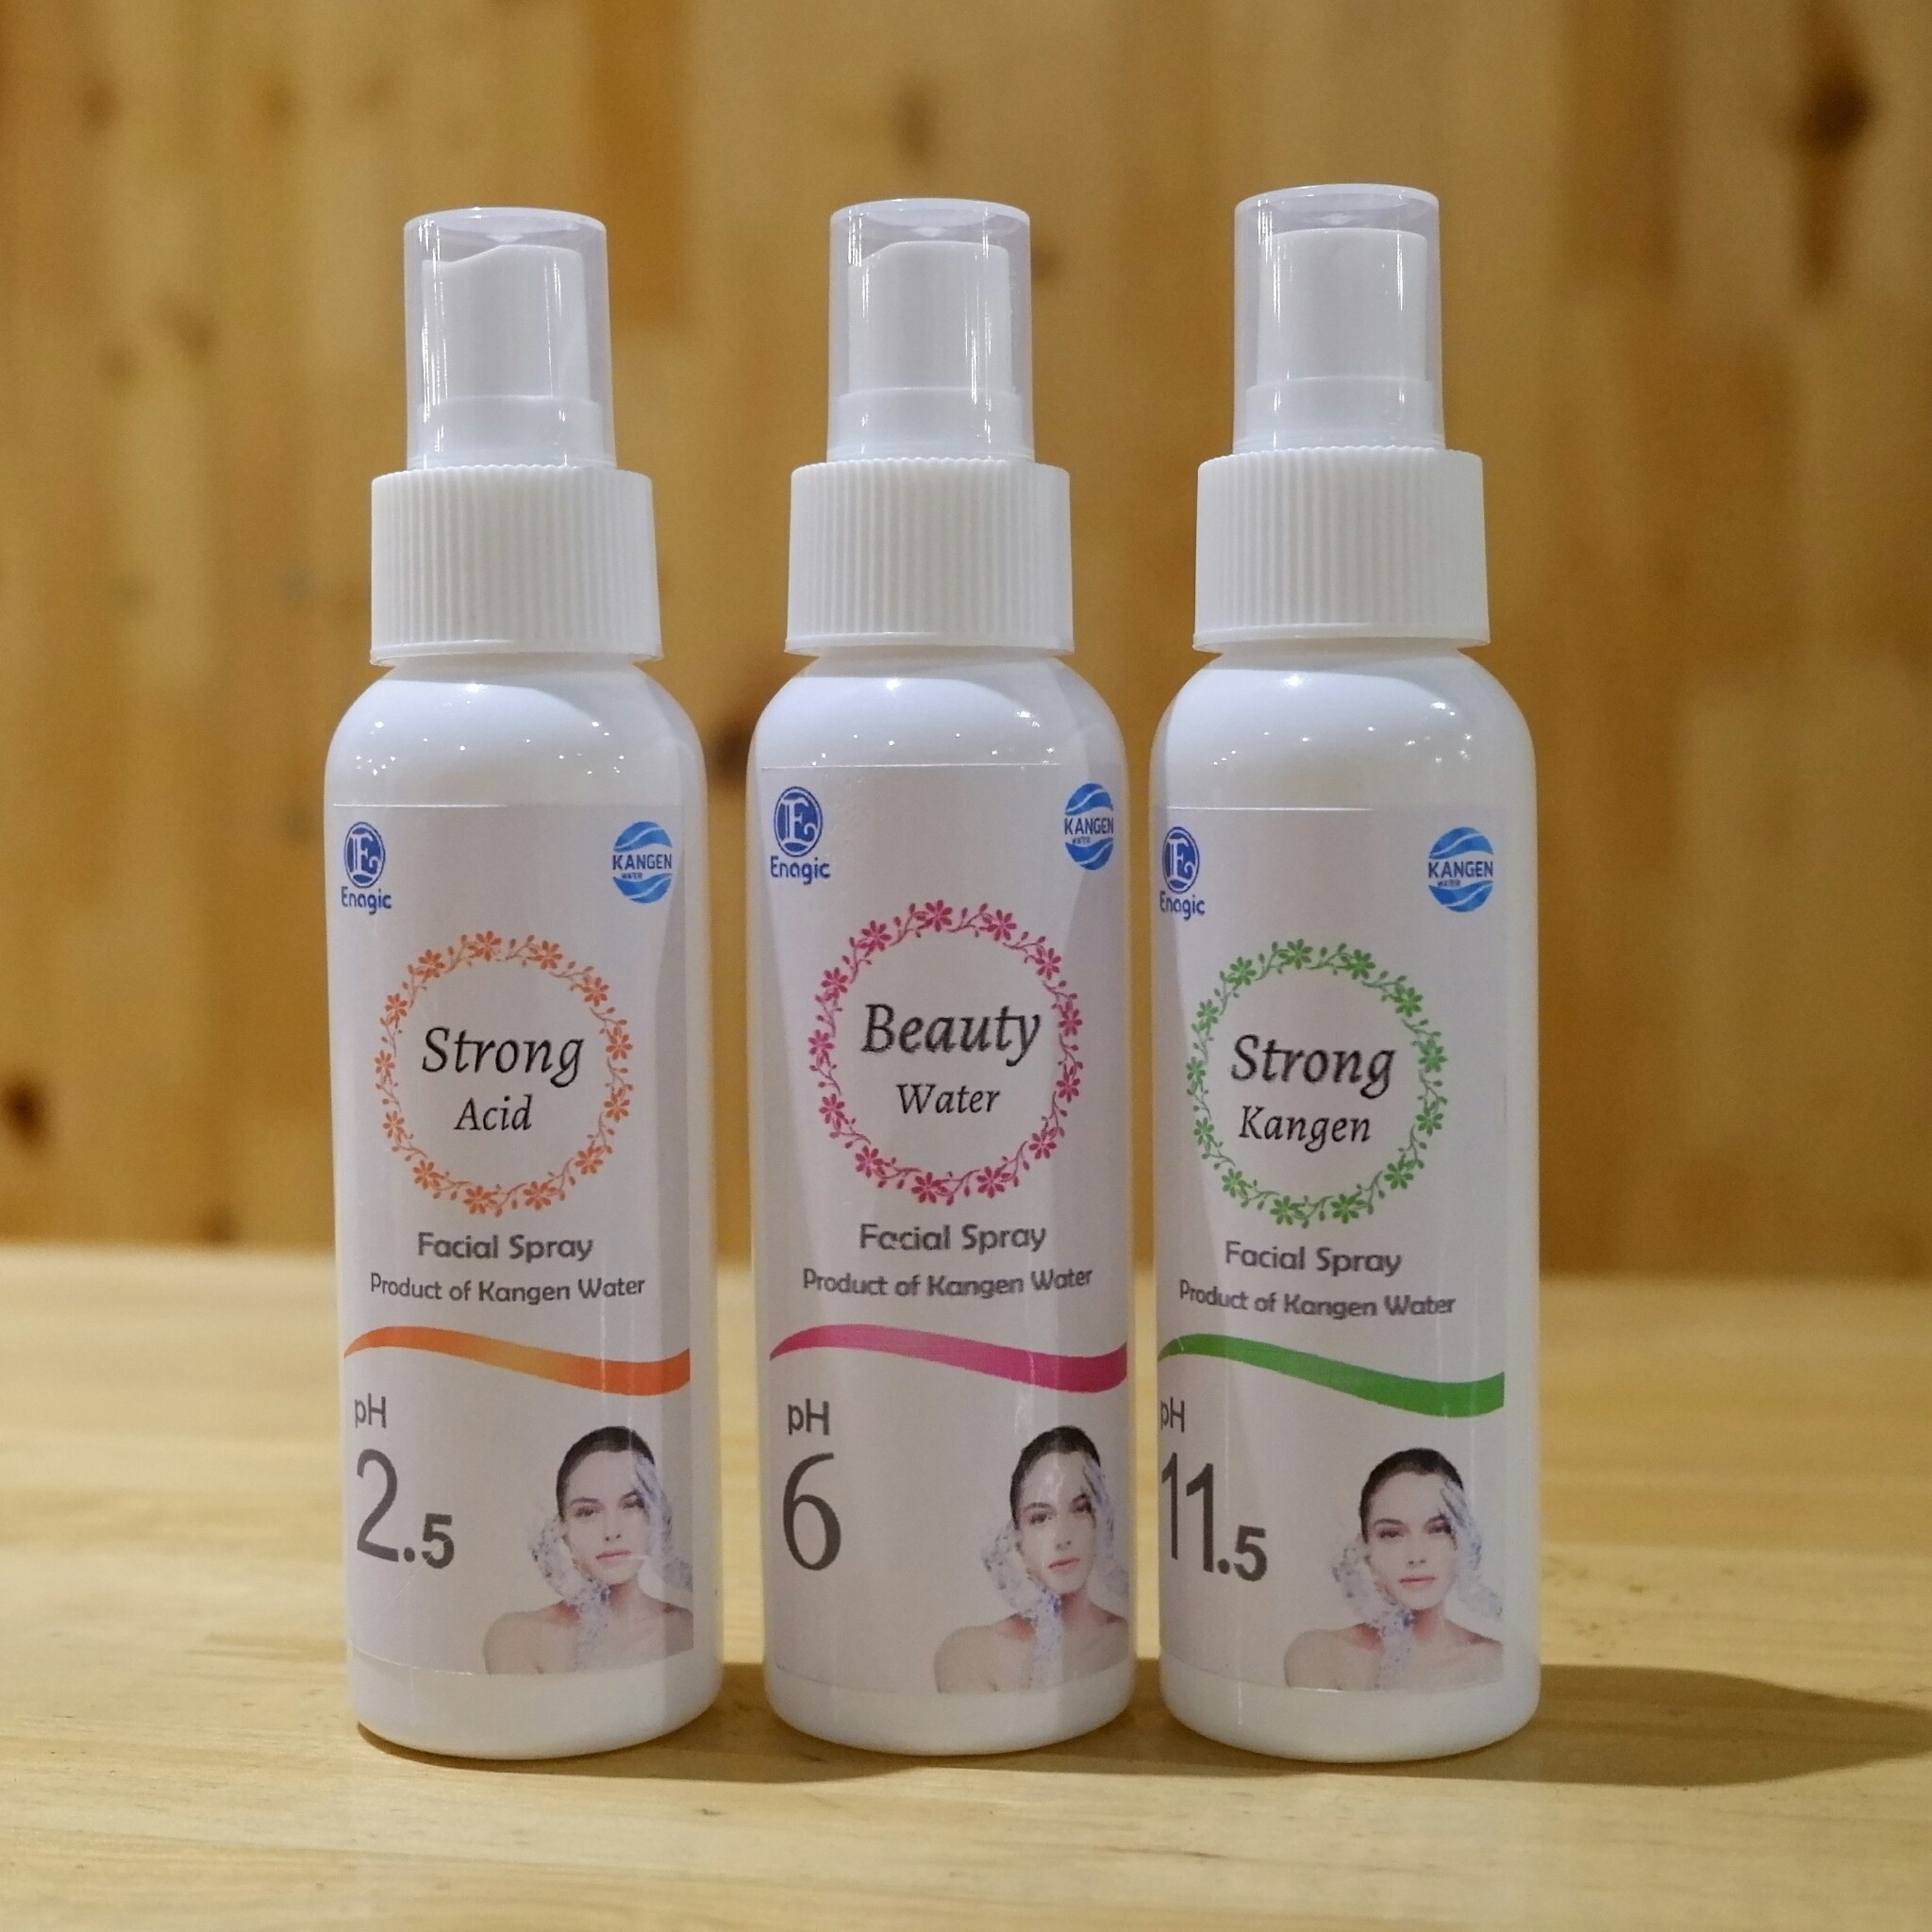 E
Enagic
KANGEN
WATER
Strong
Acid
Facial Spray
Product of Kangen Water
pH
2.5
E
Enagic
KANGEN
WATER
Beauty
Water
Facial Spray
Product of Kangen Water
pH
6
E
Enagic
KANGEN
WATER
Strong
Kangen
Facial Spray
Product of Kangen Water
pH
11.5